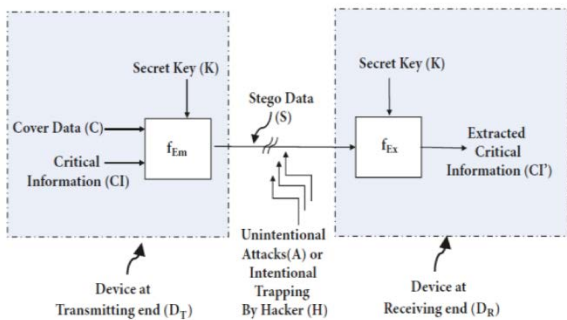 Secret Key (K)
Cover Data (C)
Critical
Information (CI)
f_Em
Stego Data
(S)
Secret Key (K)
f_Ex
Extracted
Critical
Information (CI')
Unintentional
Attacks(A) or
Intentional
Trapping
By Hacker (H)
Device at
Transmitting end (D_T)
Device at
Receiving end (D_R)